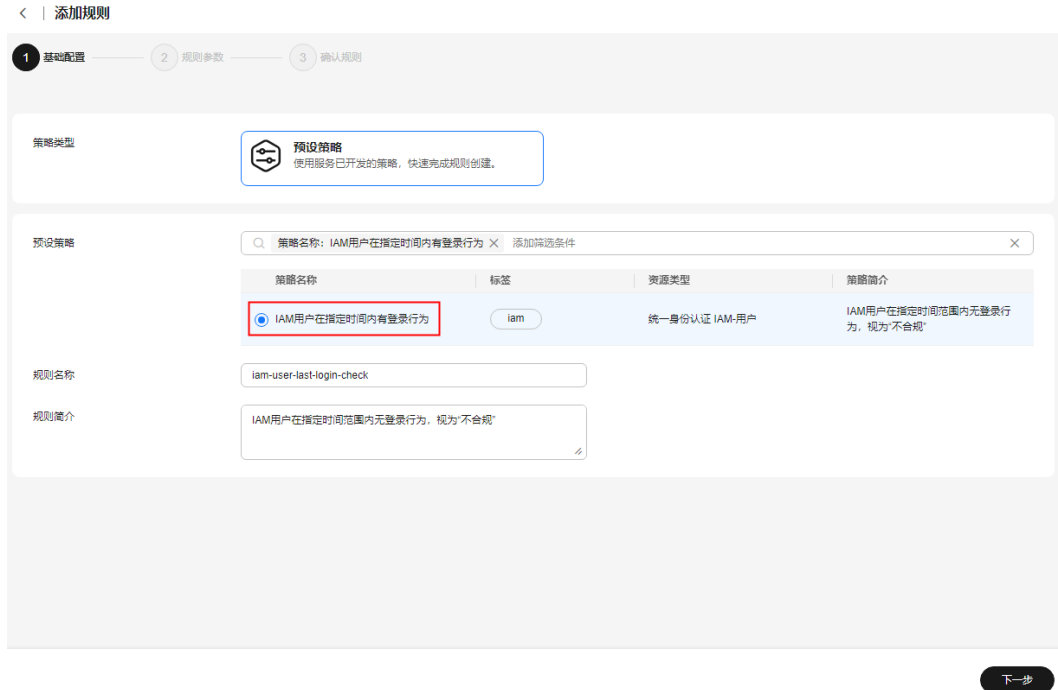 添加规则
1 基础配置 2 规则参数 3 确认规则
策略类型
预设策略
使用服务已开发的策略，快速完成规则创建。
预设策略
策略名称：IAM用户在指定时间内有登录行为 添加筛选条件
策略名称 标签 资源类型 策略简介
IAM用户在指定时间内有登录行为 iam 统一身份认证 IAM-用户 IAM用户在指定时间范围内无登录行
为，视为“不合规”
规则名称 iam-user-last-login-check
规则简介 IAM用户在指定时间范围内无登录行为，视为“不合规”
下一步